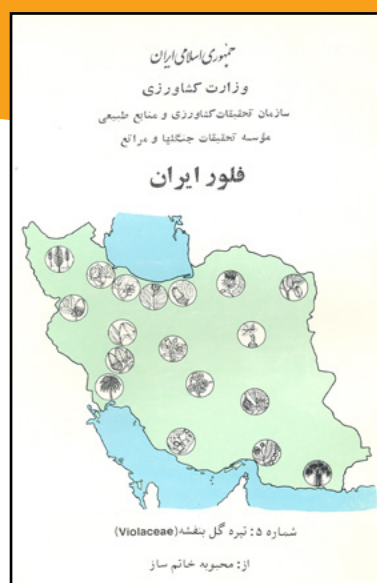 جمهوری اسلامی ایران
وزارت کشاورزی
سازمان تحقیقات کشاورزی و منابع طبیعی
مؤسسه تحقیقات جنگلها و مراتع
فلور ایران
شماره ۵: تیره گل بنفشه (Violaceae)
از: محبوبه خاتم ساز